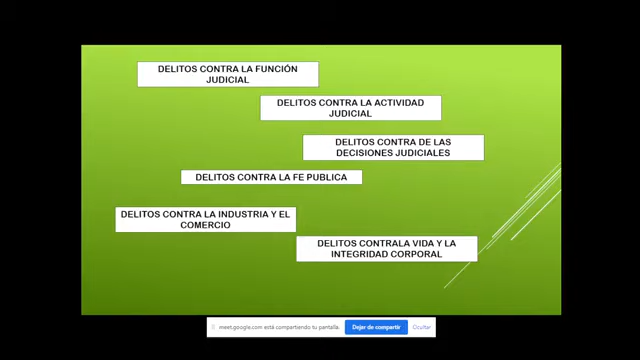 DELITOS CONTRA LA FUNCIÓN
JUDICIAL
DELITOS CONTRA LA ACTIVIDAD
JUDICIAL
DELITOS CONTRA DE LAS
DECISIONES JUDICIALES
DELITOS CONTRA LA FE PUBLICA
DELITOS CONTRA LA INDUSTRIA Y EL
COMERCIO
DELITOS CONTRALA VIDA Y LA
INTEGRIDAD CORPORAL
meet.google.com está compartiendo tu pantalla. Dejar de compartir Ocultar